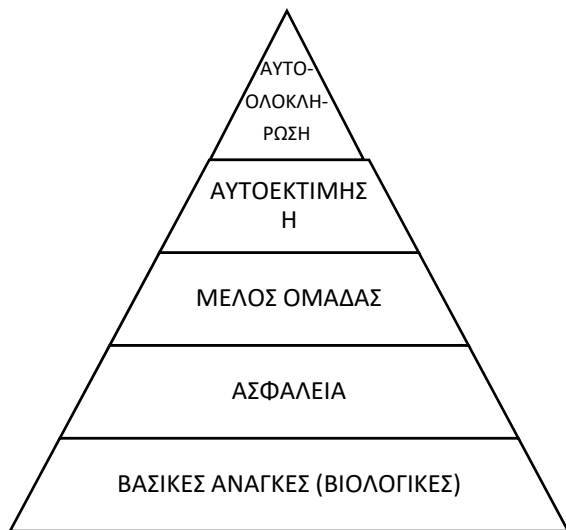 ΑΥΤΟ-
ΟΛΟΚΛΗ-
ΡΩΣΗ
ΑΥΤΟΕΚΤΙΜΗΣ
Η
ΜΕΛΟΣ ΟΜΑΔΑΣ
ΑΣΦΑΛΕΙΑ
ΒΑΣΙΚΕΣ ΑΝΑΓΚΕΣ (ΒΙΟΛΟΓΙΚΕΣ)